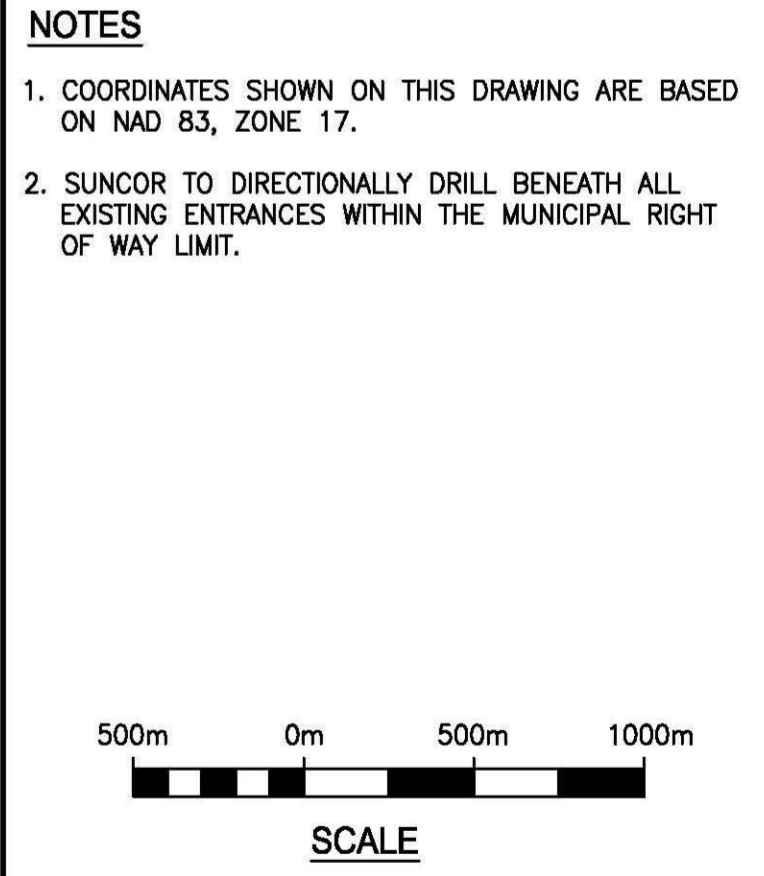 NOTES
1. COORDINATES SHOWN ON THIS DRAWING ARE BASED
ON NAD 83, ZONE 17.
2. SUNCOR TO DIRECTIONALLY DRILL BENEATH ALL
EXISTING ENTRANCES WITHIN THE MUNICIPAL RIGHT
OF WAY LIMIT.
500m 0m 500m 1000m
SCALE